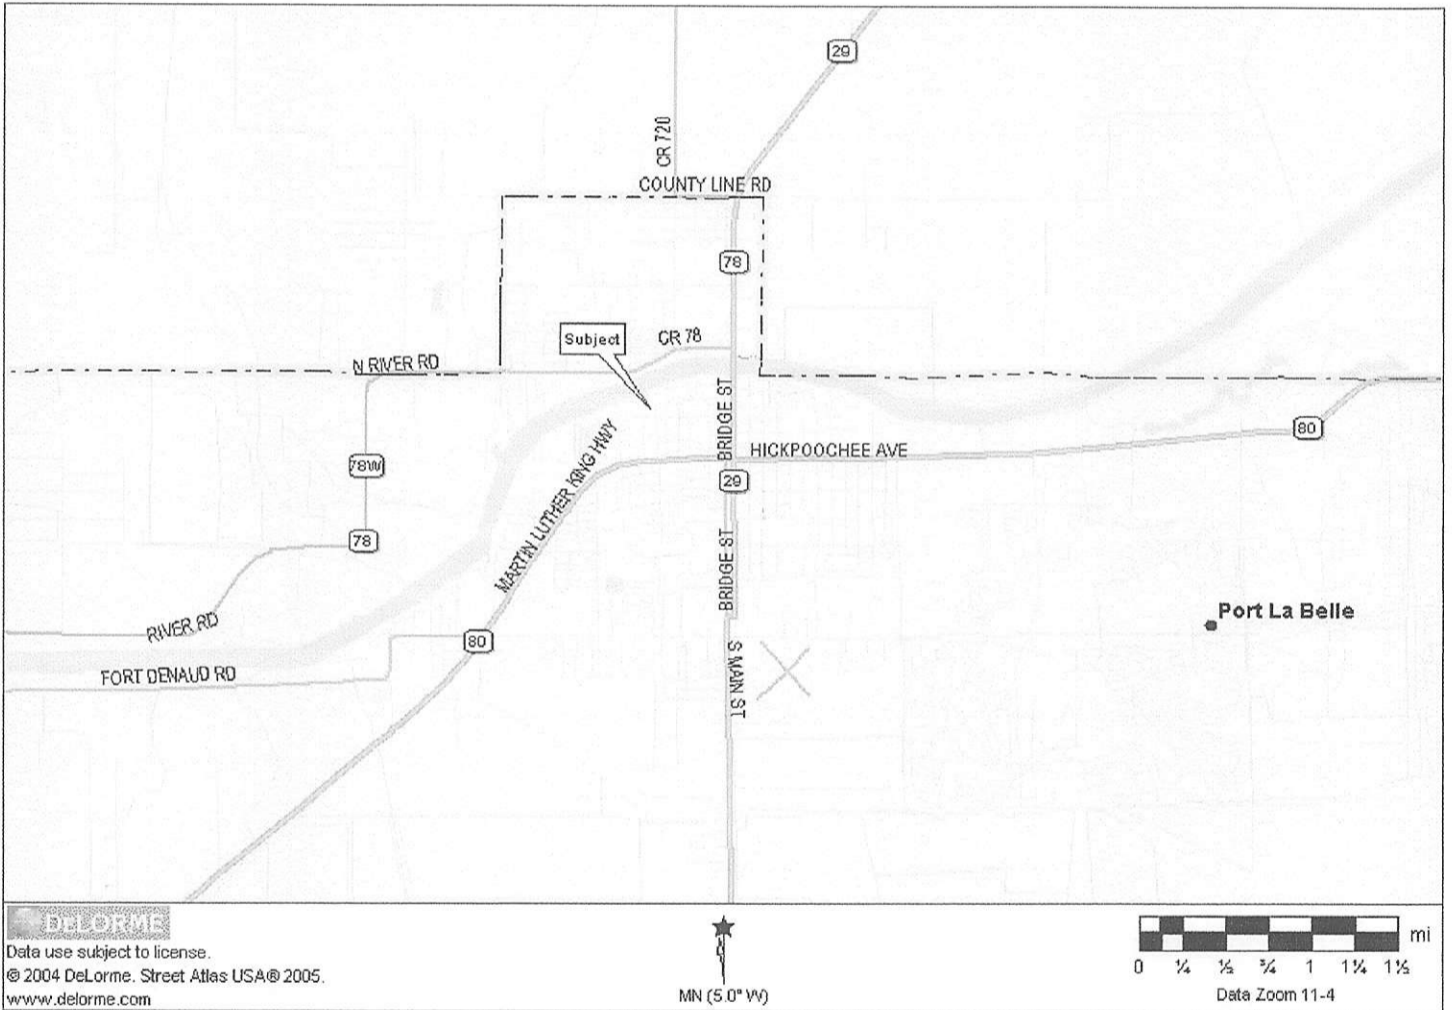 29
CR 720
COUNTY LINE RD
78
Subject
CR 78
N RIVER RD
BRIDGE ST
80
MARTIN LUTHER KING HWY
HICKPOOCHEE AVE
78W
29
78
BRIDGE ST
RIVER RD
Port La Belle
80
S MAIN ST
FORT DENAUD RD
DELORME
Data use subject to license.
© 2004 DeLorme. Street Atlas USA® 2005.
www.delorme.com
MN (5.0° W)
mi
0 ¼ ½ ¾ 1 1¼ 1½
Data Zoom 11-4